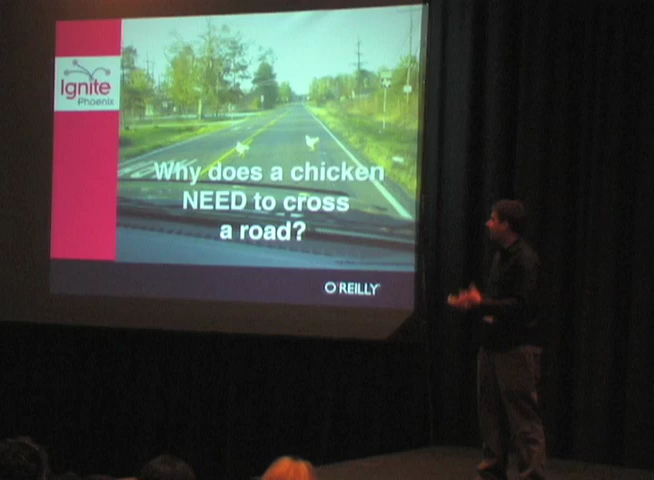 Ignite
Phoenix
Why does a chicken
NEED to cross
a road?
O'REILLY